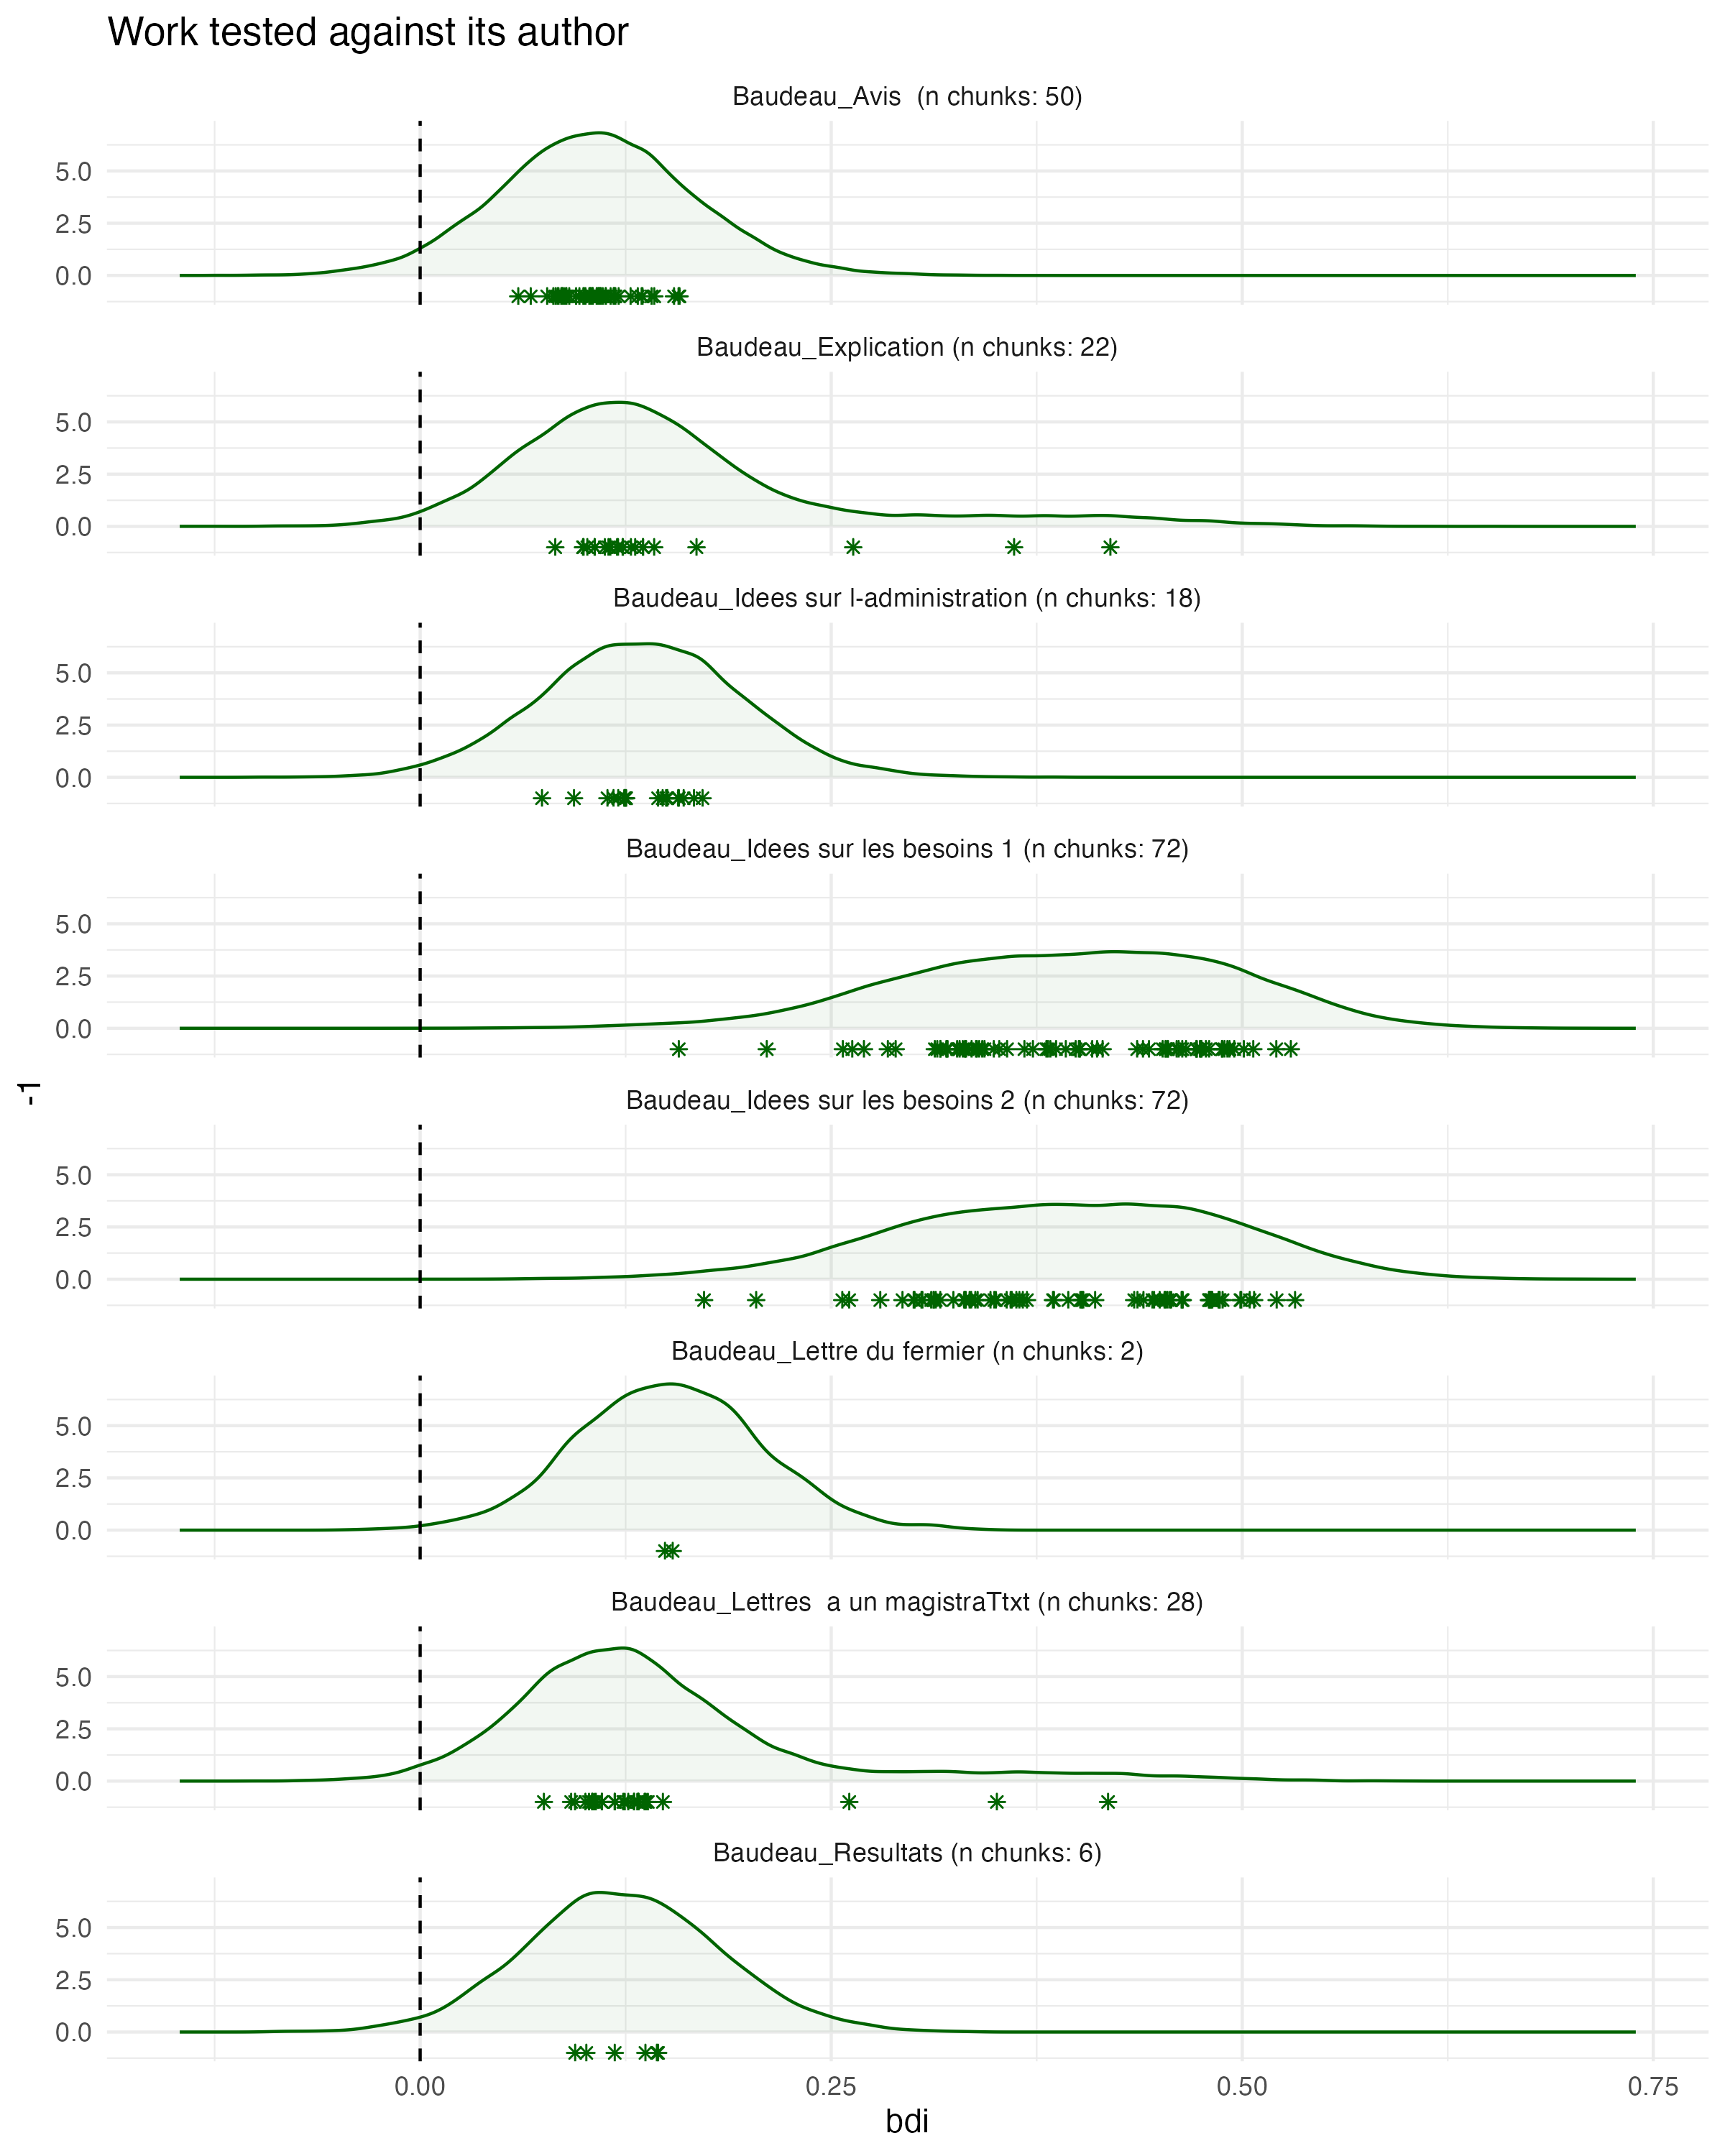 Work tested against its author
Baudeau_Avis  (n chunks: 50)
5.0
2.5
0.0
Baudeau_Explication (n chunks: 22)
5.0
2.5
0.0
Baudeau_Idees sur l-administration (n chunks: 18)
5.0
2.5
0.0
Baudeau_Idees sur les besoins 1 (n chunks: 72)
5.0
2.5
0.0
-1
Baudeau_Idees sur les besoins 2 (n chunks: 72)
5.0
2.5
0.0
Baudeau_Lettre du fermier (n chunks: 2)
5.0
2.5
0.0
Baudeau_Lettres  a un magistraTtxt (n chunks: 28)
5.0
2.5
0.0
Baudeau_Resultats (n chunks: 6)
5.0
2.5
0.0
0.00 0.25 0.50 0.75
bdi